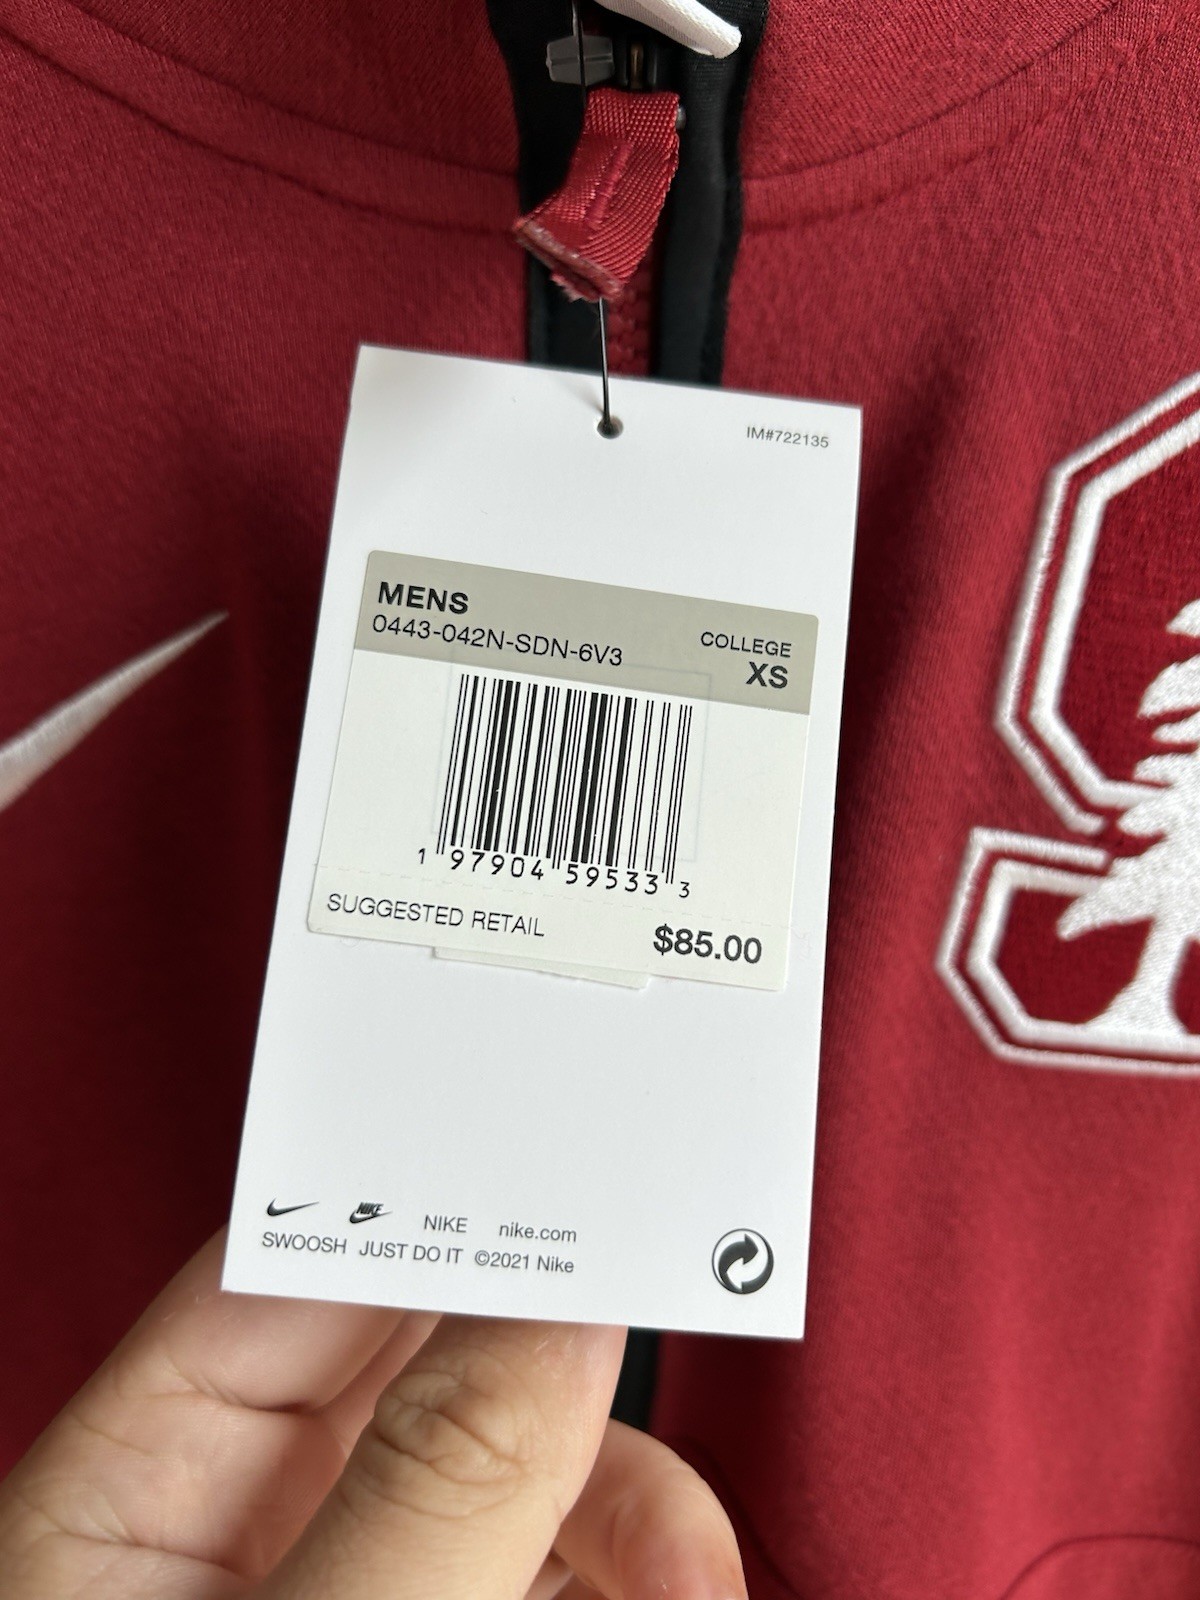 IM#722135
MENS
0443-042N-SDN-6V3
COLLEGE
XS
1 97904 59533 3
SUGGESTED RETAIL
$85.00
NIKE
NIKE
nike.com
SWOOSH JUST DO IT ©2021 Nike